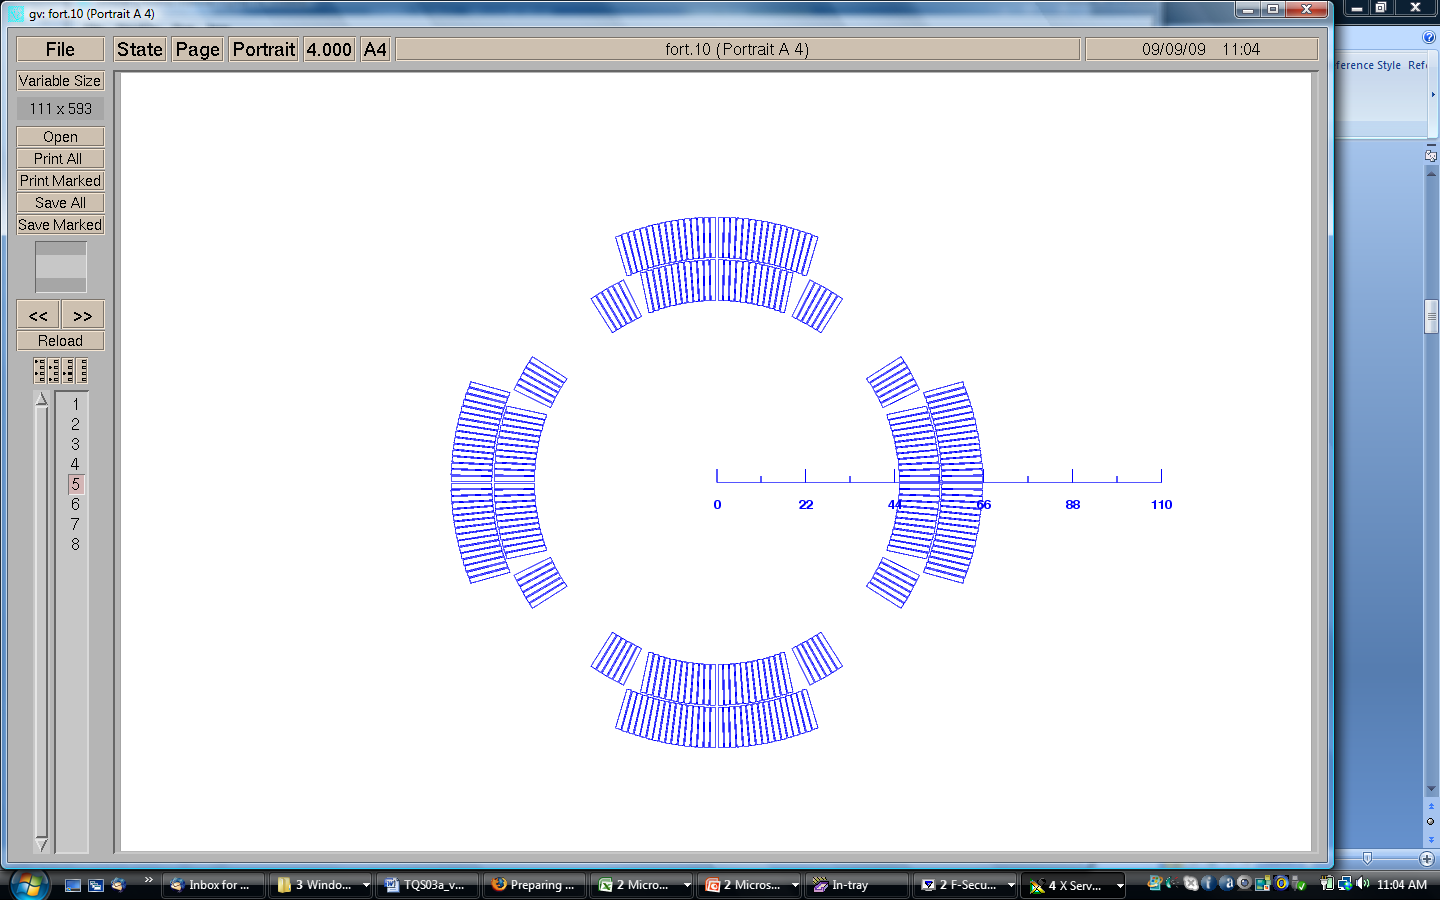 gv: fort.10 (Portrait A 4)
File
State
Page
Portrait
4.000
A4
fort.10 (Portrait A 4)
09/09/09 11:04
ference Style
Refe
Variable Size
111 x 593
Open
Print All
Print Marked
Save All
Save Marked
<<
>>
Reload
1
2
3
4
5
6
7
8
0
22
44
66
88
110
»
Inbox for ...
3 Windo...
TQS03a_v...
Preparing ...
2 Micro...
2 Micros...
In-tray
2 F-Secu...
4 X Serv...
11:04 AM